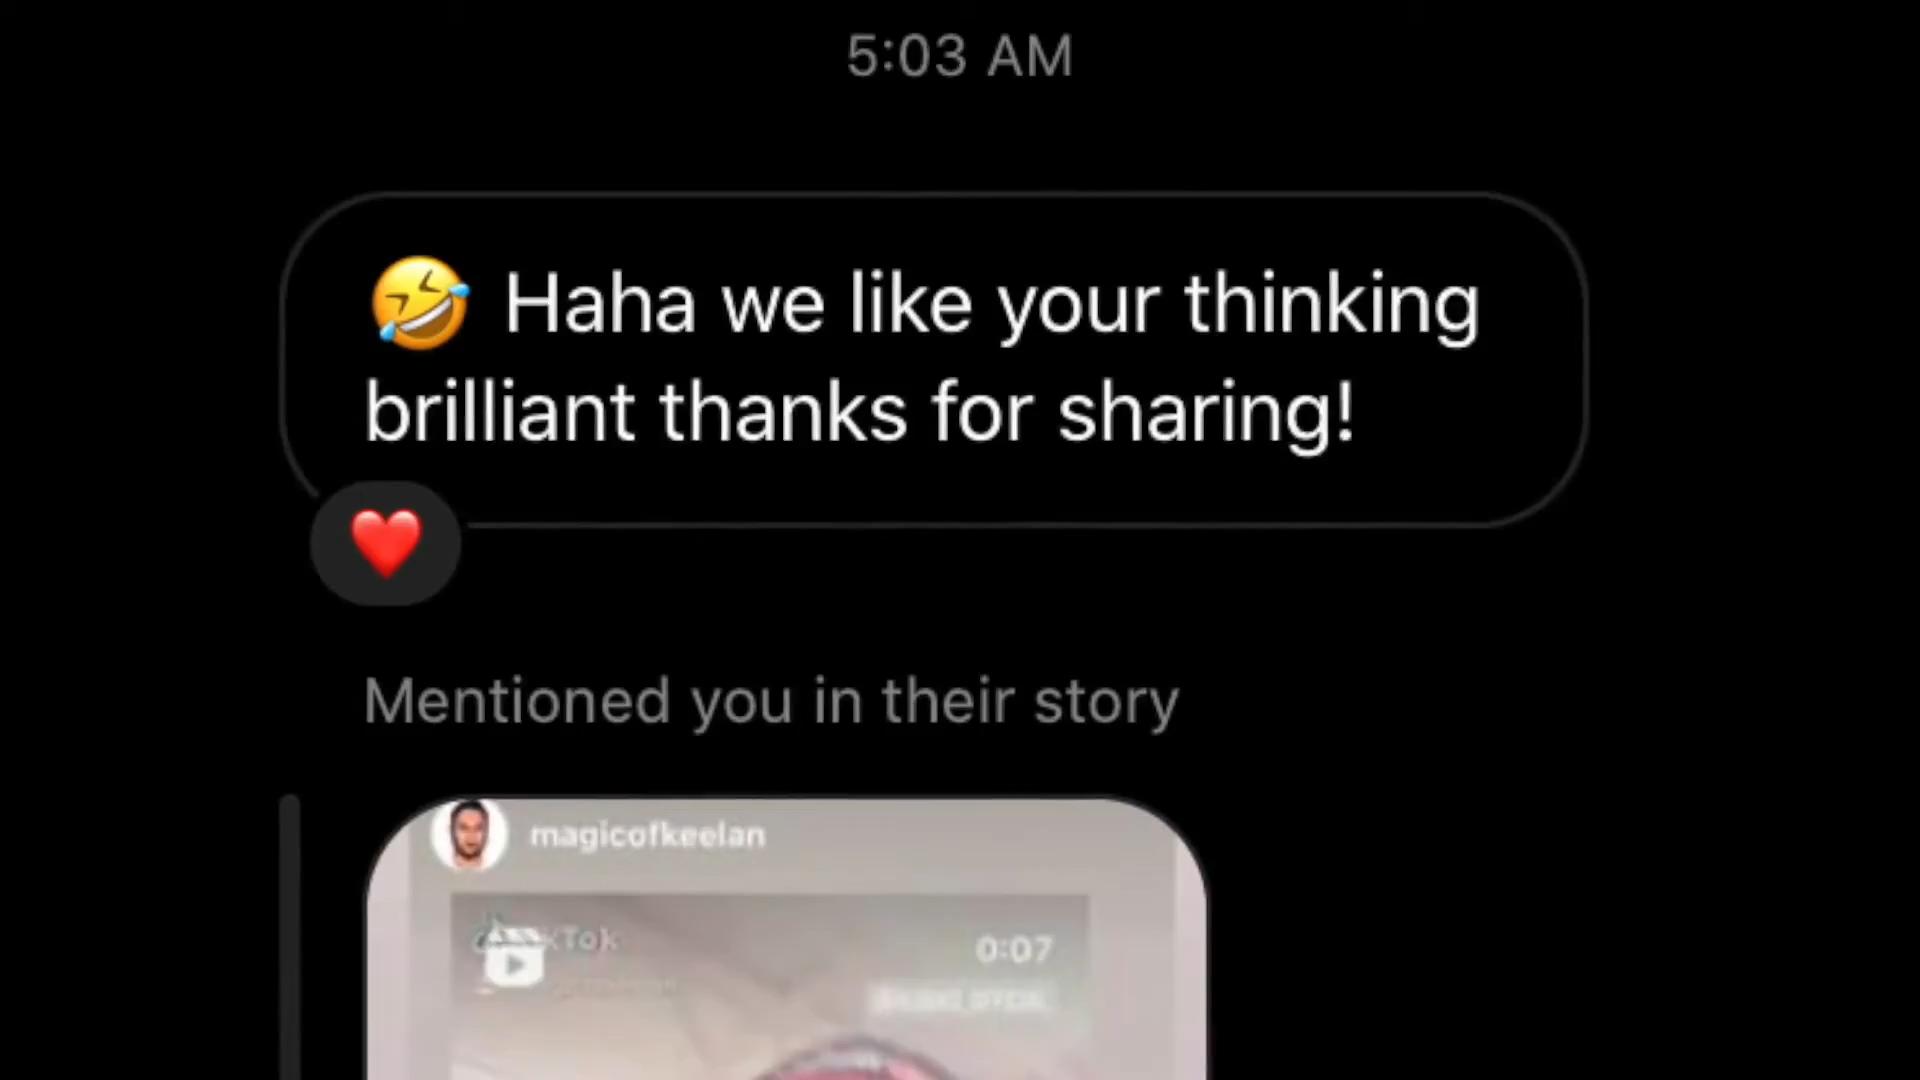 5:03 AM
🤣 Haha we like your thinking
brilliant thanks for sharing!
Mentioned you in their story
magicofkeelan
0:07